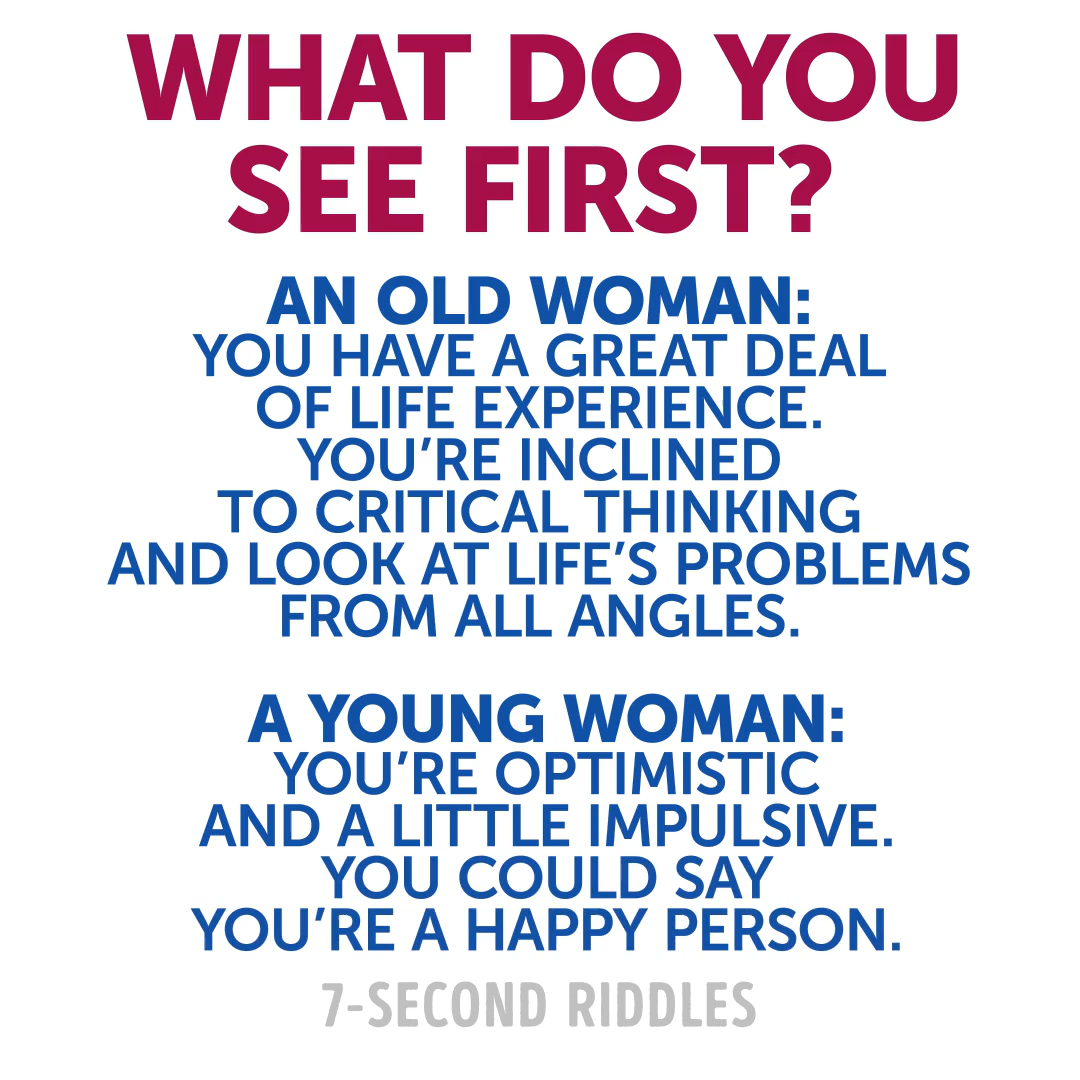 WHAT DO YOU
SEE FIRST?
AN OLD WOMAN:
YOU HAVE A GREAT DEAL
OF LIFE EXPERIENCE.
YOU’RE INCLINED
TO CRITICAL THINKING
AND LOOK AT LIFE’S PROBLEMS
FROM ALL ANGLES.
A YOUNG WOMAN:
YOU’RE OPTIMISTIC
AND A LITTLE IMPULSIVE.
YOU COULD SAY
YOU’RE A HAPPY PERSON.
7-SECOND RIDDLES